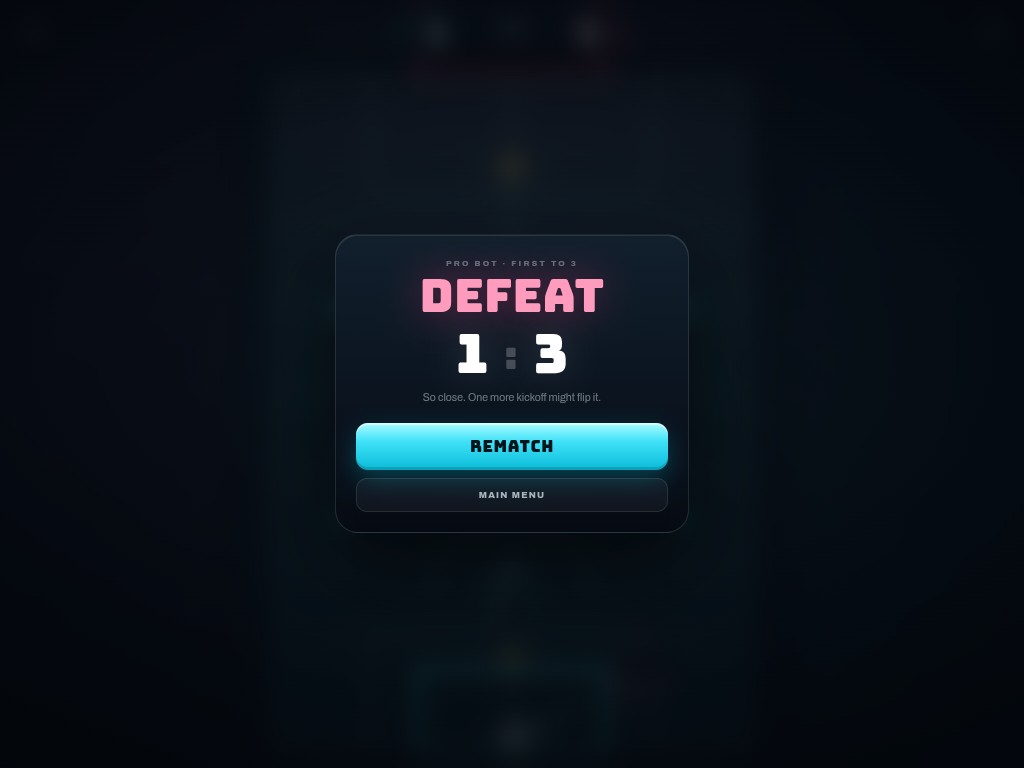 PRO BOT · FIRST TO 3
DEFEAT
1 : 3
So close. One more kickoff might flip it.
REMATCH
MAIN MENU